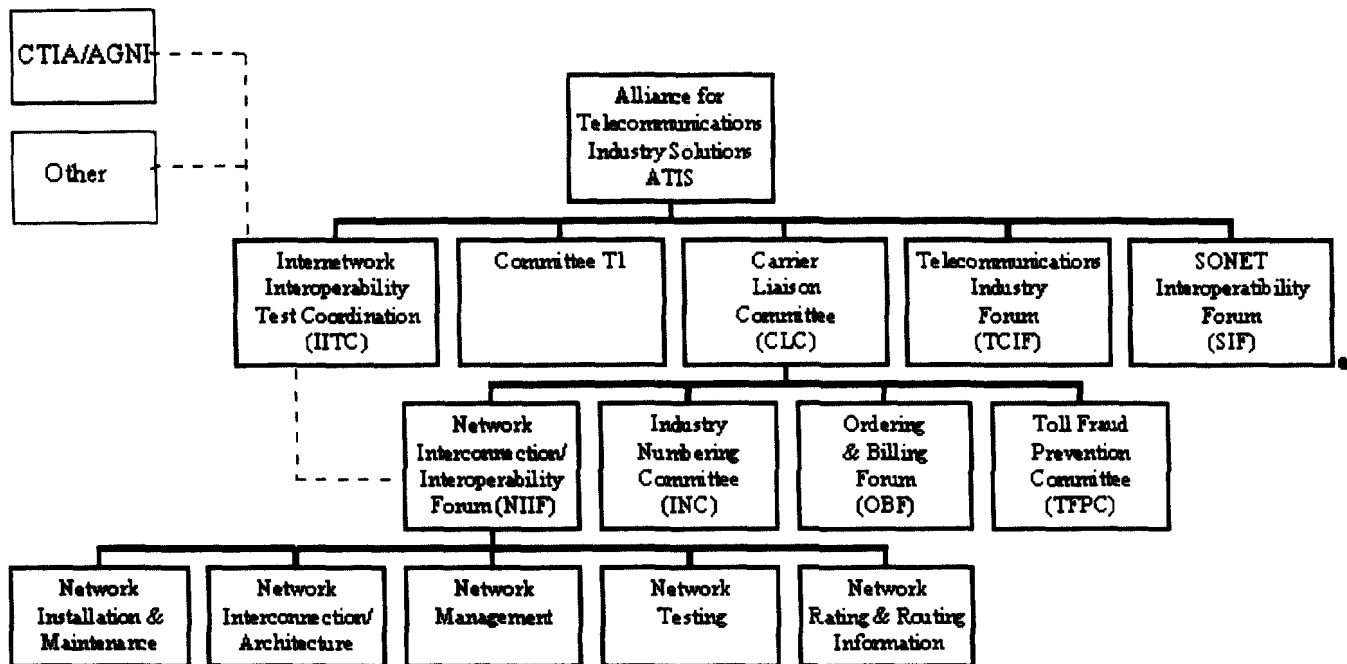 CTIA/AGNI
Other
Alliance for
Telecommunications
Industry Solutions
ATIS
Internetwork
Interoperability
Test Coordination
(IITC)
Committee T1
Carrier
Liaison
Committee
(CLC)
Telecommunications
Industry
Forum
(TCIF)
SONET
Interoperatibility
Forum
(SIF)
Network
Interconnection/
Interoperability
Forum (NIIF)
Industry
Numbering
Committee
(INC)
Ordering
& Billing
Forum
(OBF)
Toll Fraud
Prevention
Committee
(TFPC)
Network
Installation &
Maintenance
Network
Interconnection/
Architecture
Network
Management
Network
Testing
Network
Rating & Routing
Information